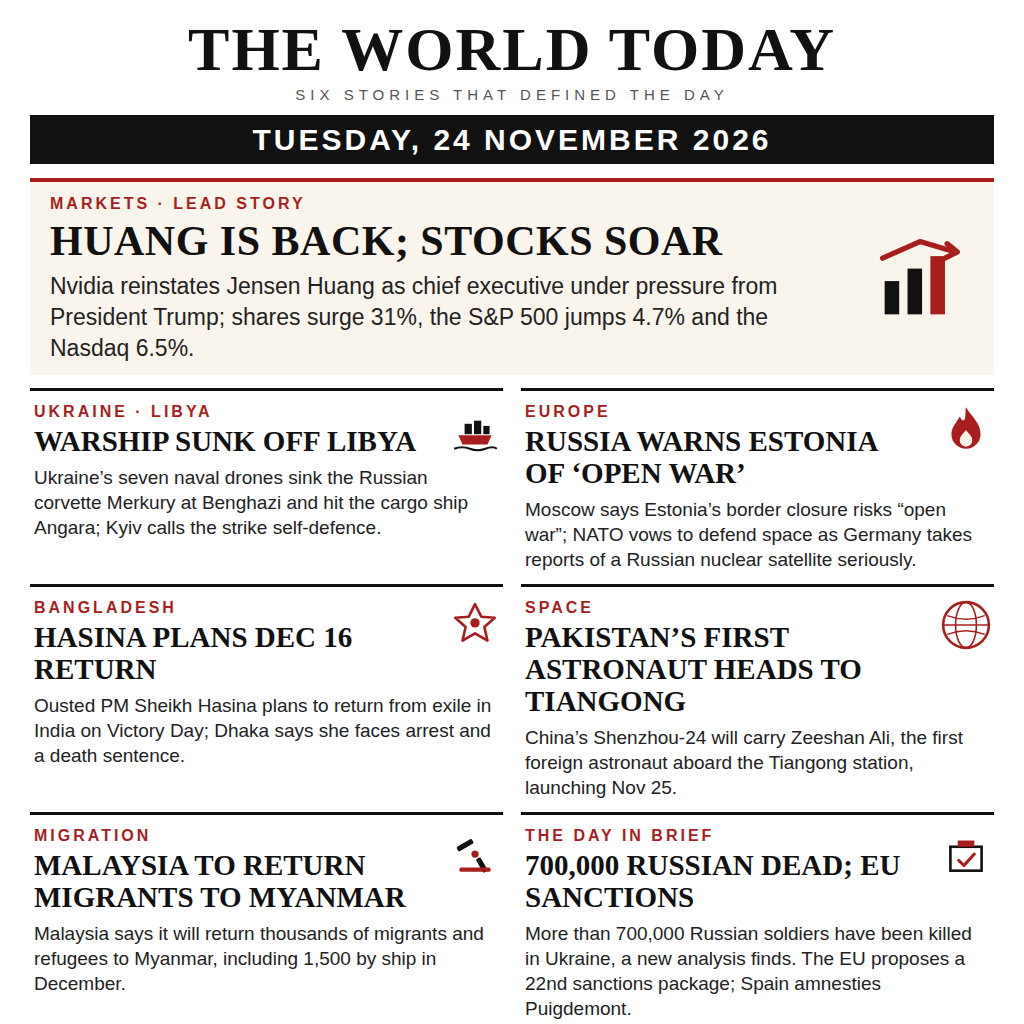 THE WORLD TODAY
SIX STORIES THAT DEFINED THE DAY
TUESDAY, 24 NOVEMBER 2026
MARKETS · LEAD STORY
HUANG IS BACK; STOCKS SOAR
Nvidia reinstates Jensen Huang as chief executive under pressure from
President Trump; shares surge 31%, the S&P 500 jumps 4.7% and the
Nasdaq 6.5%.
UKRAINE · LIBYA
WARSHIP SUNK OFF LIBYA
Ukraine’s seven naval drones sink the Russian
corvette Merkury at Benghazi and hit the cargo ship
Angara; Kyiv calls the strike self-defence.
EUROPE
RUSSIA WARNS ESTONIA
OF ‘OPEN WAR’
Moscow says Estonia’s border closure risks “open
war”; NATO vows to defend space as Germany takes
reports of a Russian nuclear satellite seriously.
BANGLADESH
HASINA PLANS DEC 16
RETURN
Ousted PM Sheikh Hasina plans to return from exile in
India on Victory Day; Dhaka says she faces arrest and
a death sentence.
SPACE
PAKISTAN’S FIRST
ASTRONAUT HEADS TO
TIANGONG
China’s Shenzhou-24 will carry Zeeshan Ali, the first
foreign astronaut aboard the Tiangong station,
launching Nov 25.
MIGRATION
MALAYSIA TO RETURN
MIGRANTS TO MYANMAR
Malaysia says it will return thousands of migrants and
refugees to Myanmar, including 1,500 by ship in
December.
THE DAY IN BRIEF
700,000 RUSSIAN DEAD; EU
SANCTIONS
More than 700,000 Russian soldiers have been killed
in Ukraine, a new analysis finds. The EU proposes a
22nd sanctions package; Spain amnesties
Puigdemont.